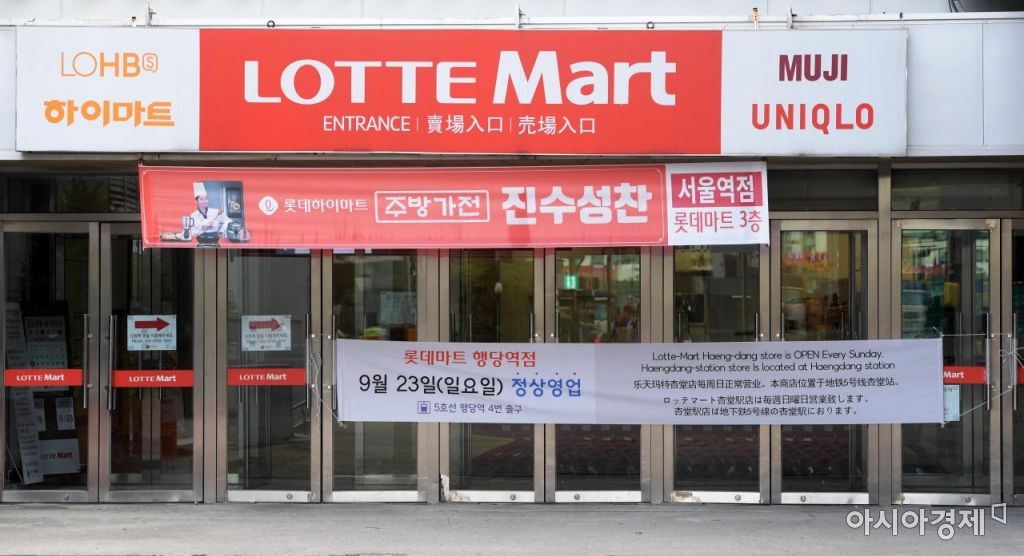 LOHBS
하이마트
LOTTE Mart
ENTRANCE | 賣場入口 | 売場入口
MUJI
UNIQLO
롯데하이마트 주방가전 진수성찬
서울역점
롯데마트 3층
LOTTE Mart
LOTTE Mart
LOTTE Mart
LOTTE Mart
LOTTE Mart
롯데마트 행당역점
9월 23일(일요일) 정상영업
5호선 행당역 4번 출구
Lotte-Mart Haeng-dang store is OPEN Every Sunday.
Haengdang-station store Is located at Haengdang station
乐天玛特杏堂店每周日正常营业。本商店位于地鉄5号线杏堂站。
ロッテマート杏堂駅店は毎週日曜日営業致します。
杏堂駅店は地下鉄5号線の杏堂駅におります。
아시아경제